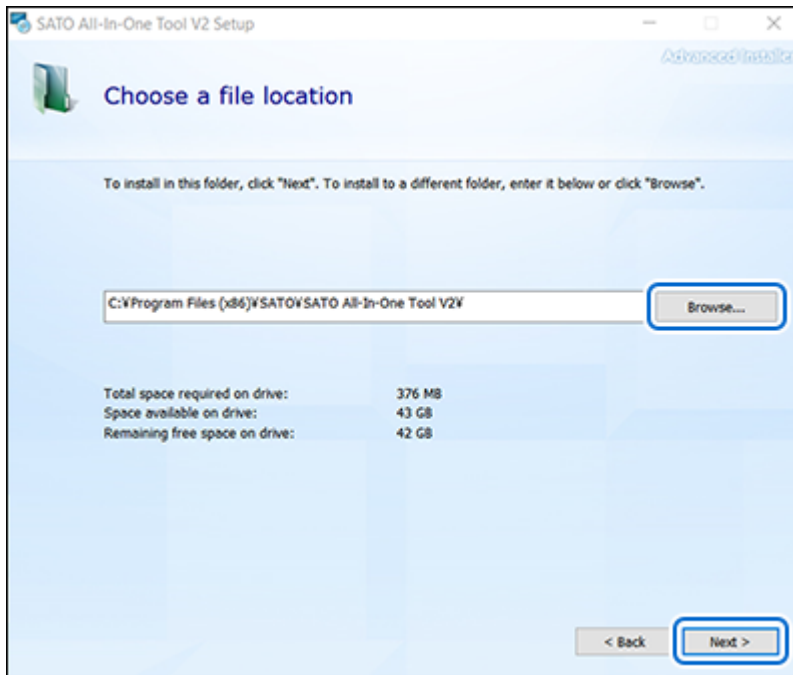 SATO All-In-One Tool V2 Setup
Advanced Installer
Choose a file location
To install in this folder, click "Next". To install to a different folder, enter it below or click "Browse".
C:¥Program Files (x86)¥SATO¥SATO All-In-One Tool V2¥
Browse...
Total space required on drive: 376 MB
Space available on drive: 43 GB
Remaining free space on drive: 42 GB
< Back
Next >